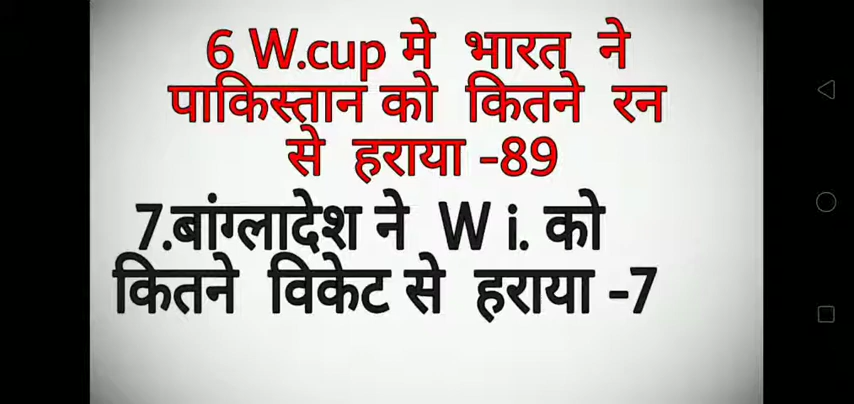 6 W.cup मे भारत ने
पाकिस्तान को कितने रन
से हराया -89
7.बांग्लादेश ने W i. को
कितने विकेट से हराया -7